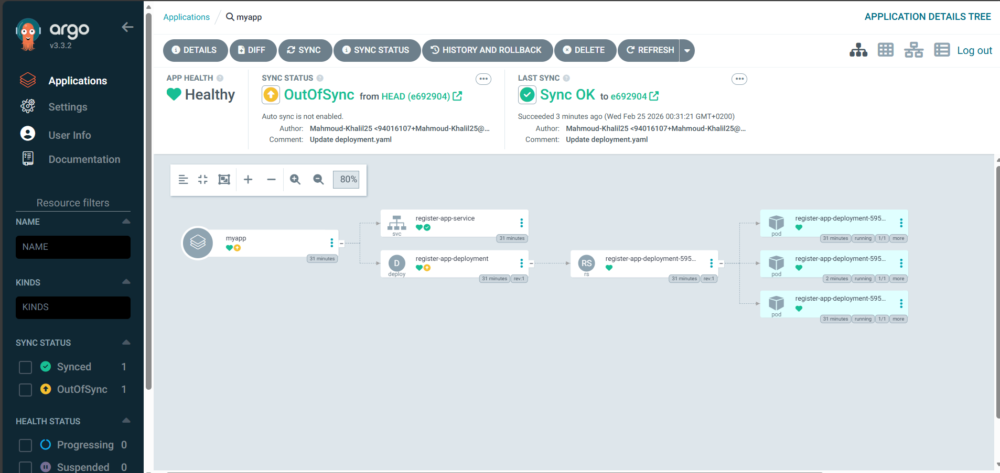 argo
v3.3.2
Applications
Settings
User Info
Documentation
Resource filters
NAME
NAME
KINDS
KINDS
SYNC STATUS
Synced 1
OutOfSync 1
HEALTH STATUS
Progressing 0
Suspended 0
Applications / myapp
APPLICATION DETAILS TREE
DETAILS
DIFF
SYNC
SYNC STATUS
HISTORY AND ROLLBACK
DELETE
REFRESH
Log out
APP HEALTH
Healthy
SYNC STATUS
OutOfSync from HEAD (e692904)
Auto sync is not enabled.
Author: Mahmoud-Khalil25 <94016107+Mahmoud-Khalil25@...
Comment: Update deployment.yaml
LAST SYNC
Sync OK to e692904
Succeeded 3 minutes ago (Wed Feb 25 2026 00:31:21 GMT+0200)
Author: Mahmoud-Khalil25 <94016107+Mahmoud-Khalil25@...
Comment: Update deployment.yaml
80%
myapp
31 minutes
svc
register-app-service
31 minutes
D
deploy
register-app-deployment
31 minutes rev:1
RS
rs
register-app-deployment-595...
31 minutes rev:1
pod
register-app-deployment-595...
31 minutes running 1/1 more
pod
register-app-deployment-595...
2 minutes running 1/1 more
pod
register-app-deployment-595...
31 minutes running 1/1 more